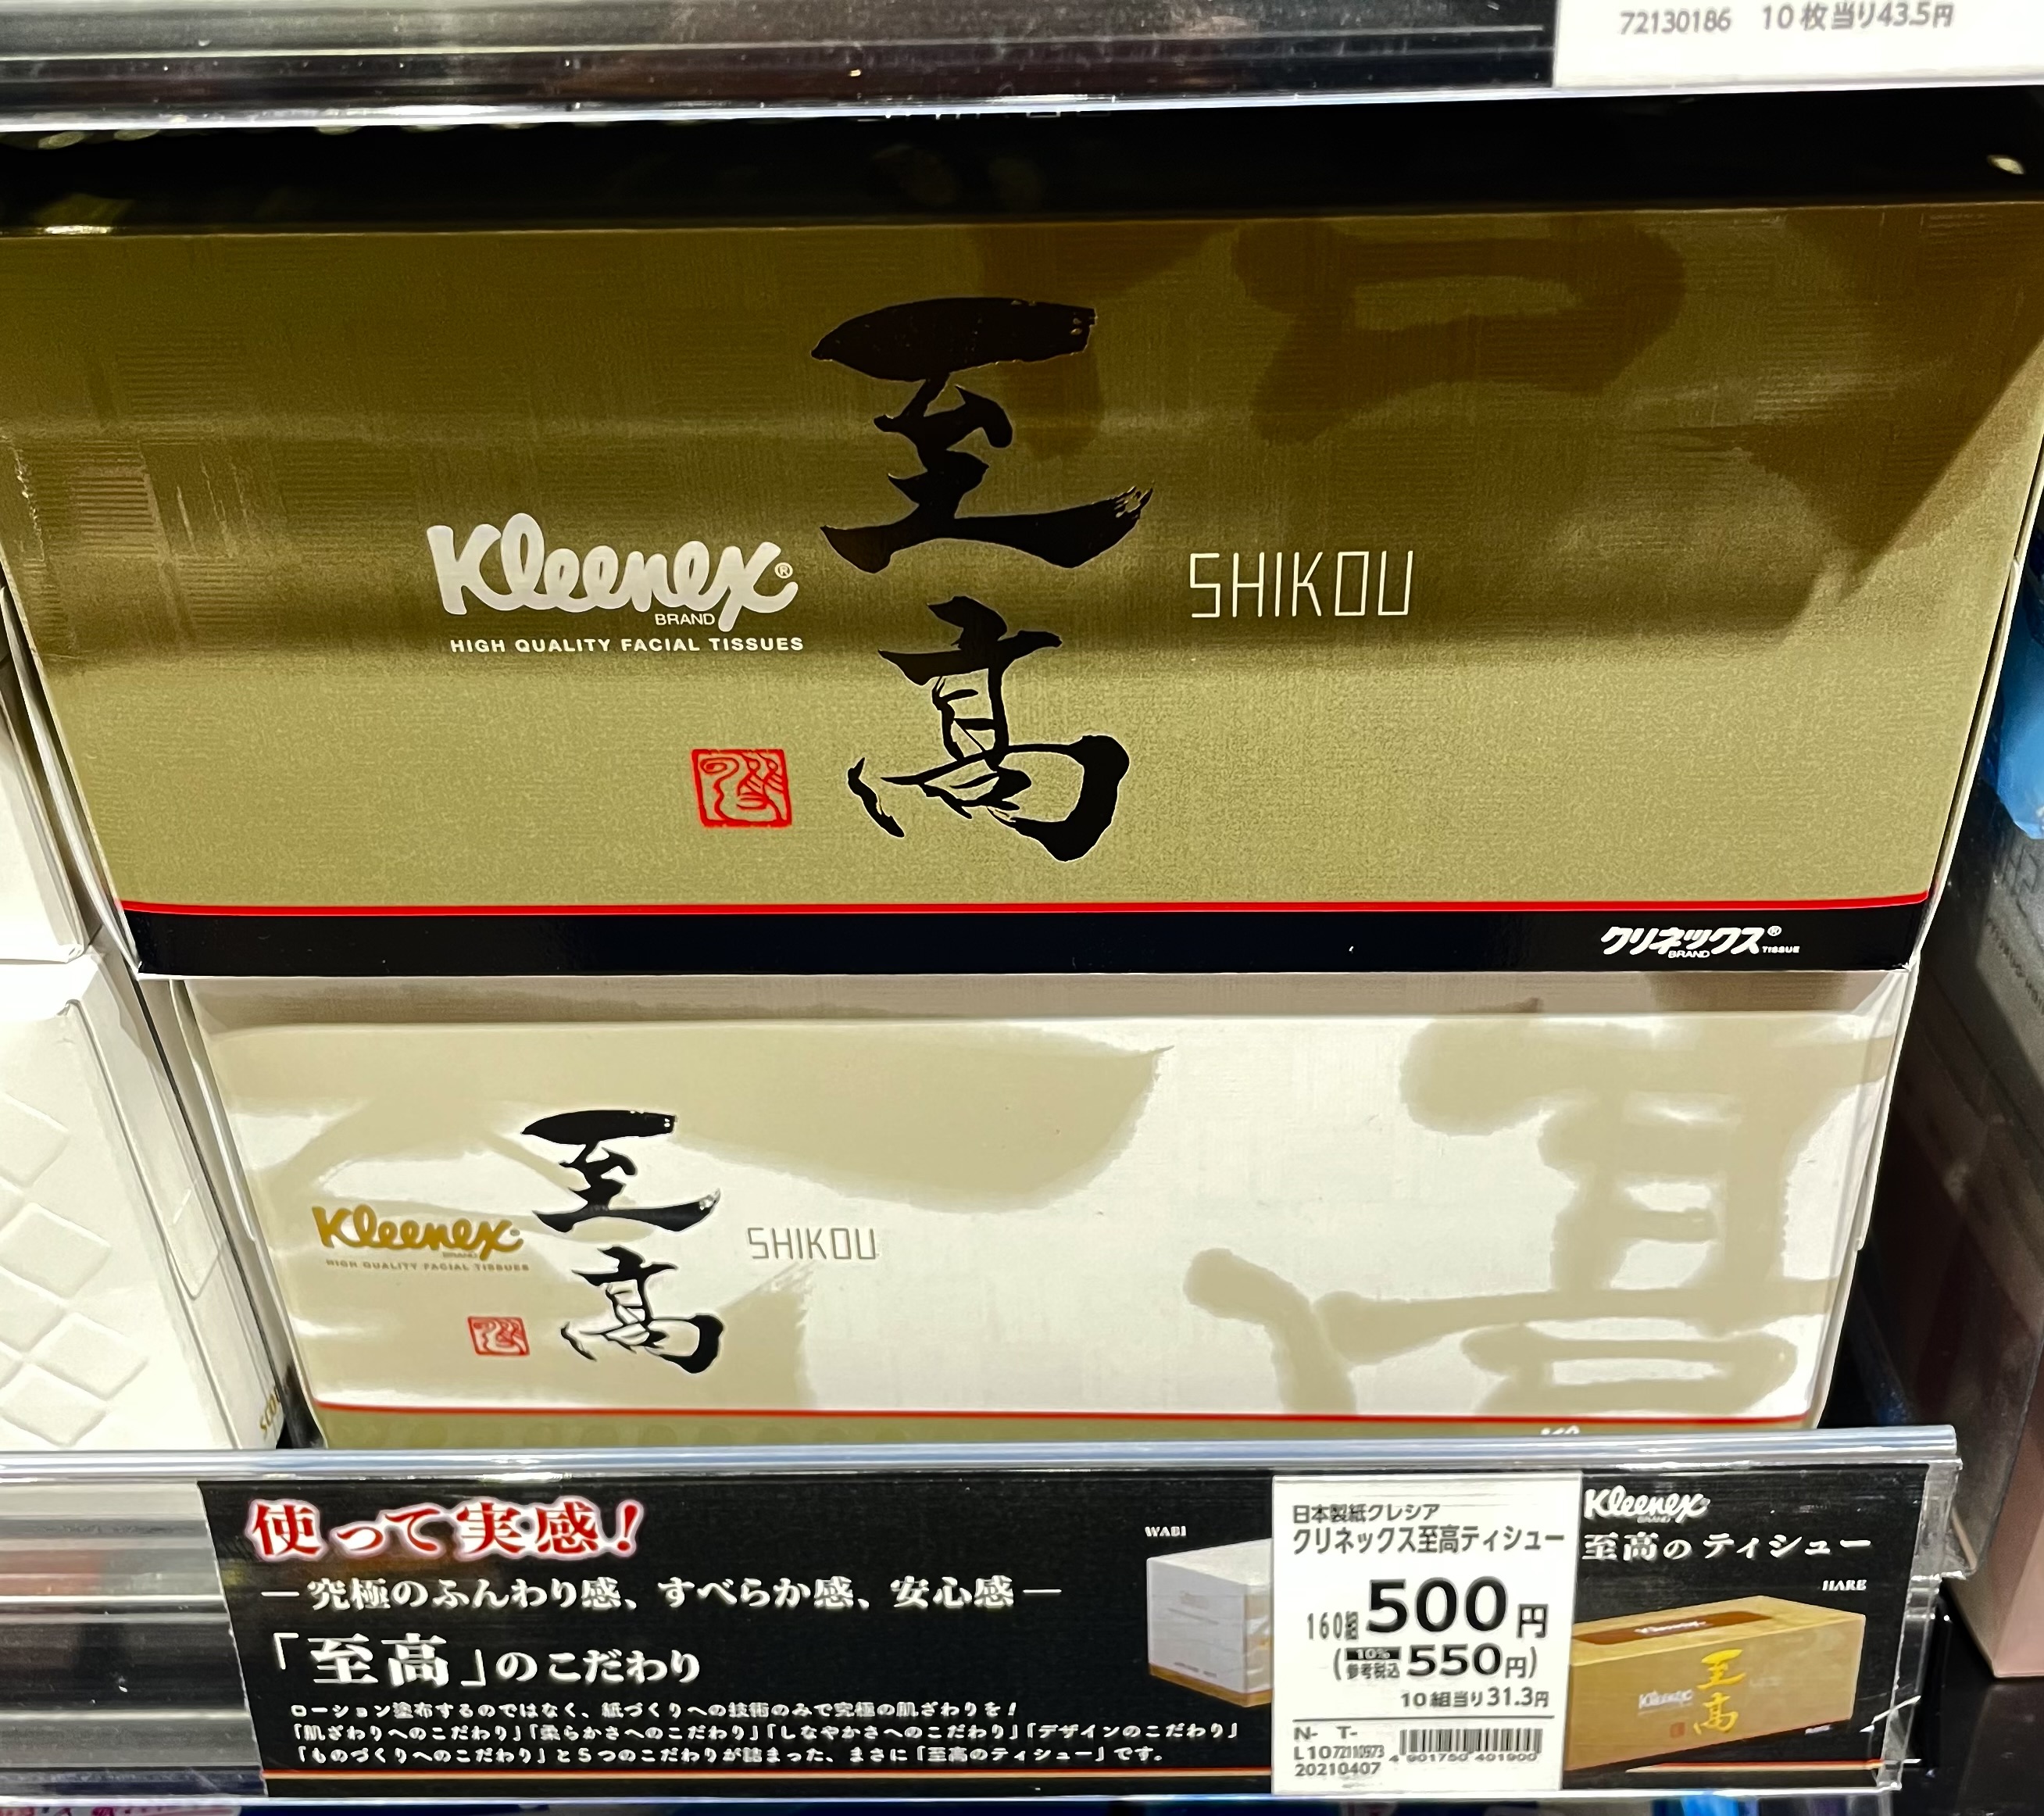 72130186 10枚当り43.5円
至高
Kleenex®
BRAND
HIGH QUALITY FACIAL TISSUES
SHIKOU
クリネックス®
BRAND TISSUE
至高
Kleenex
BRAND
HIGH QUALITY FACIAL TISSUES
SHIKOU
使って実感!
―究極のふんわり感、すべらか感、安心感―
「至高」のこだわり
ローション塗布するのではなく、紙づくりへの技術のみで究極の肌ざわりを!
「肌ざわりへのこだわり」「柔らかさへのこだわり」「しなやかさへのこだわり」「デザインのこだわり」
「ものづくりへのこだわり」と5つのこだわりが詰まった、まさに「至高のティシュー」です。
WABI
日本製紙クレシア
クリネックス至高ティシュー
160組 500円
(10% 参考税込 550円)
10組当り31.3円
N- T-
L1072110973
4 901750 401900
20210407
Kleenex
BRAND
至高のティシュー
HARE
Kleenex
至高